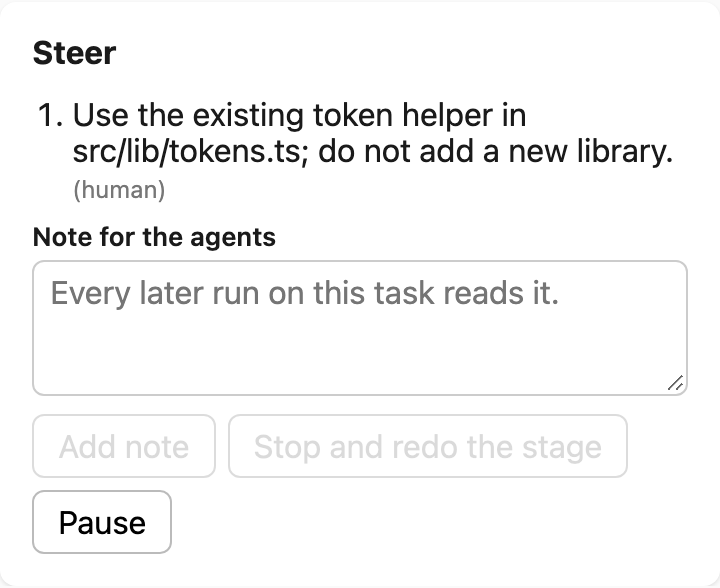 Steer
1. Use the existing token helper in
src/lib/tokens.ts; do not add a new library.
(human)
Note for the agents
Every later run on this task reads it.
Add note
Stop and redo the stage
Pause